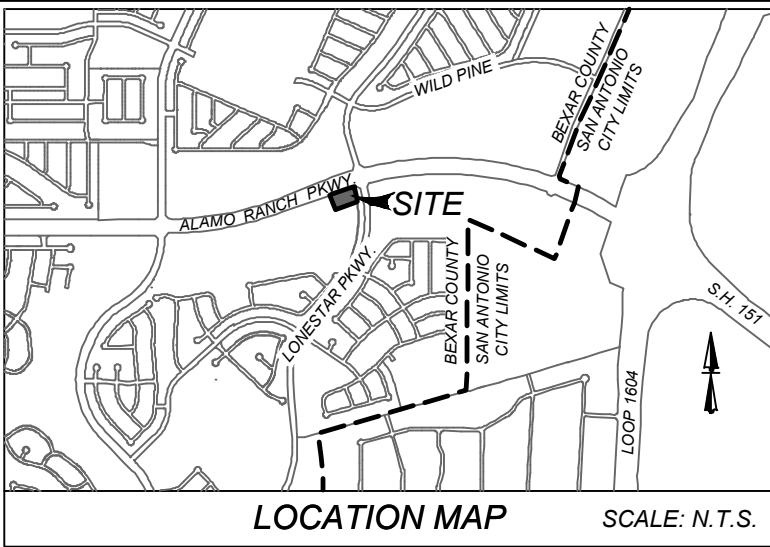 WILD PINE
BEXAR COUNTY
SAN ANTONIO
CITY LIMITS
ALAMO RANCH PKWY.
SITE
LONESTAR PKWY.
BEXAR COUNTY
SAN ANTONIO
CITY LIMITS
S.H. 151
LOOP 1604
LOCATION MAP
SCALE: N.T.S.